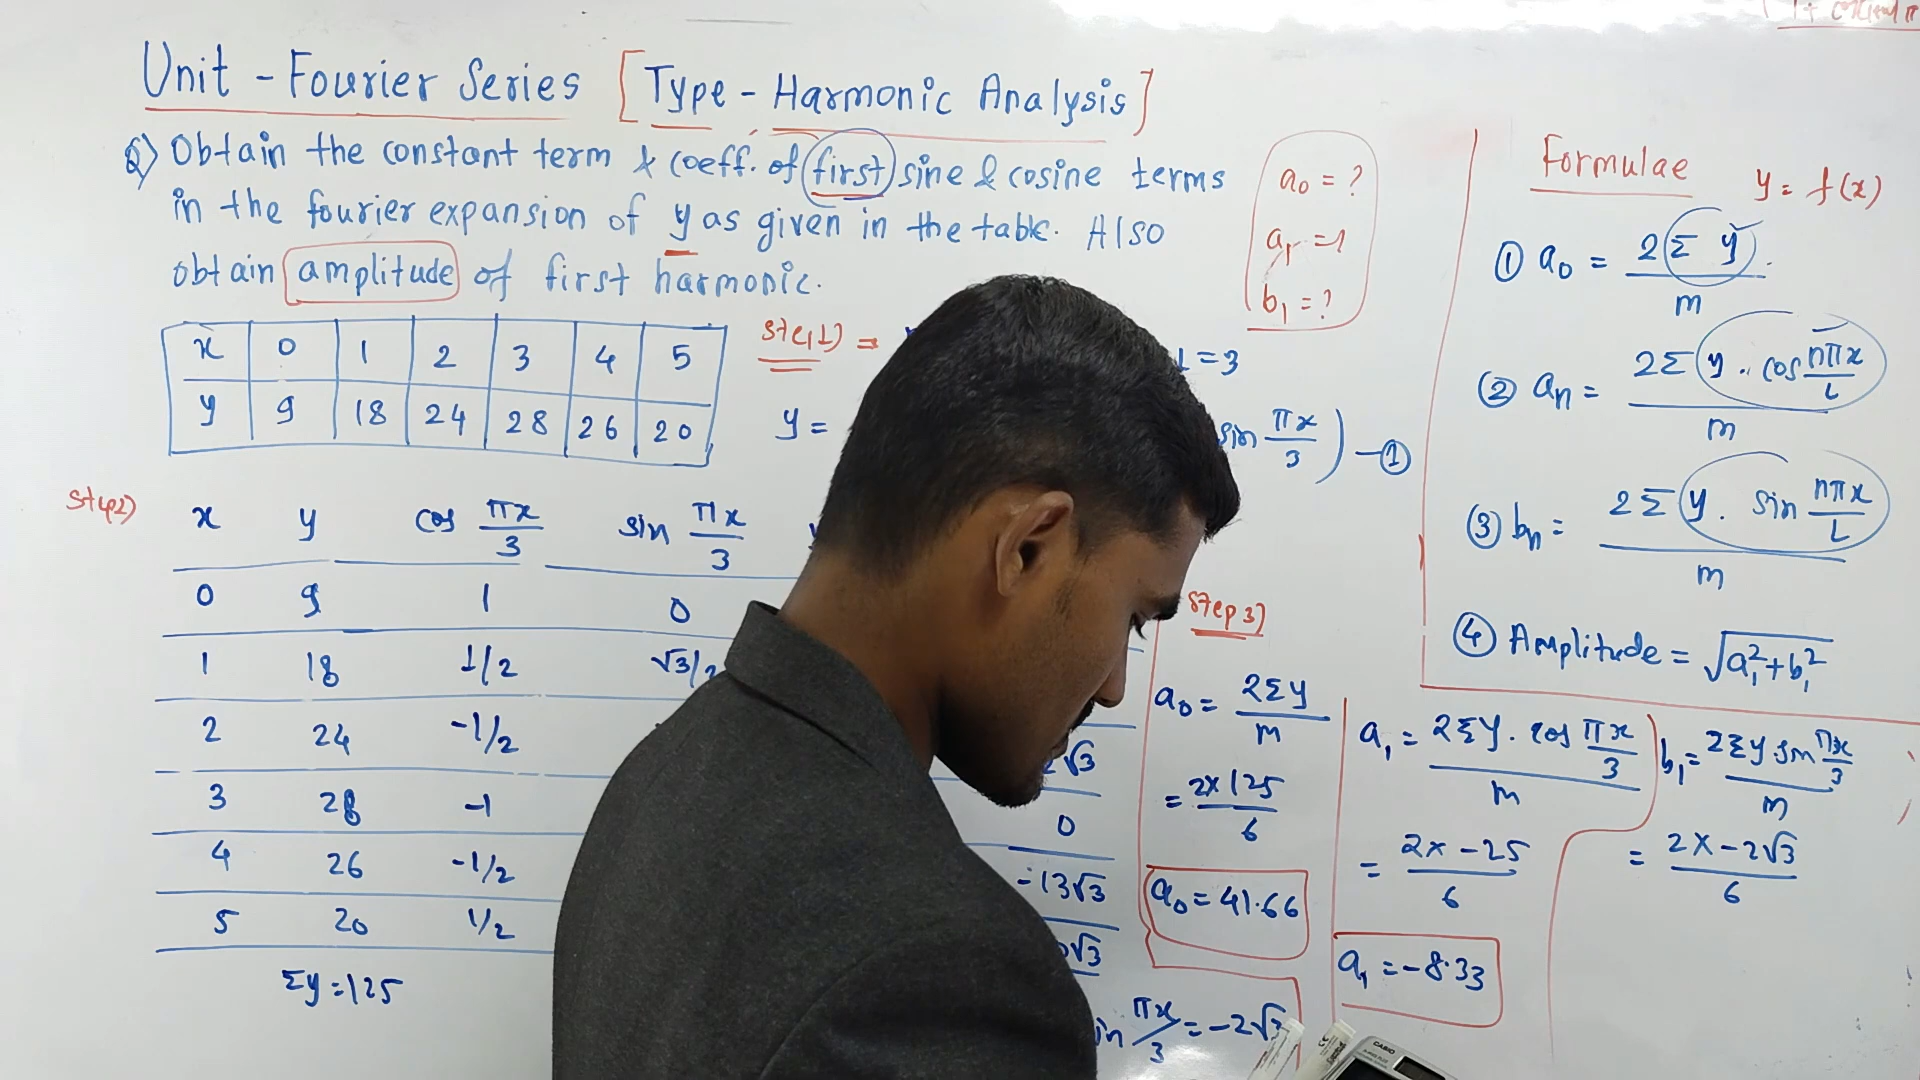 Unit - Fourier Series [Type - Harmonic Analysis]
Q) Obtain the constant term & coeff. of first sine & cosine terms
in the fourier expansion of y as given in the table. Also
obtain amplitude of first harmonic.
a₀ = ?
a₁ =
b₁ = ?
x 0 1 2 3 4 5
y 9 18 24 28 26 20
= 3
y =
sin πx/3) — ①
Formulae
y = f(x)
① a₀ = 2(Σ y)/m
② aₙ = 2Σ(y . cos nπx/L)/m
③ bₙ = 2Σ(y . sin nπx/L)/m
④ Amplitude = √a₁²+b₁²
x y cos πx/3 sin πx/3
0 9 1 0
1 18 1/2 √3/2
2 24 -1/2
3 28 -1 0
4 26 -1/2 -13√3
5 20 1/2
Σy = 125
πx/3 = -2√3
Step 3)
a₀ = 2Σy/m
= 2x125/6
a₀ = 41.66
a₁ = 2Σy . cos πx/3/m
= 2x -25/6
a₁ = -8.33
b₁ = 2Σy sin πx/3/m
= 2x -2√3/6
CASIO